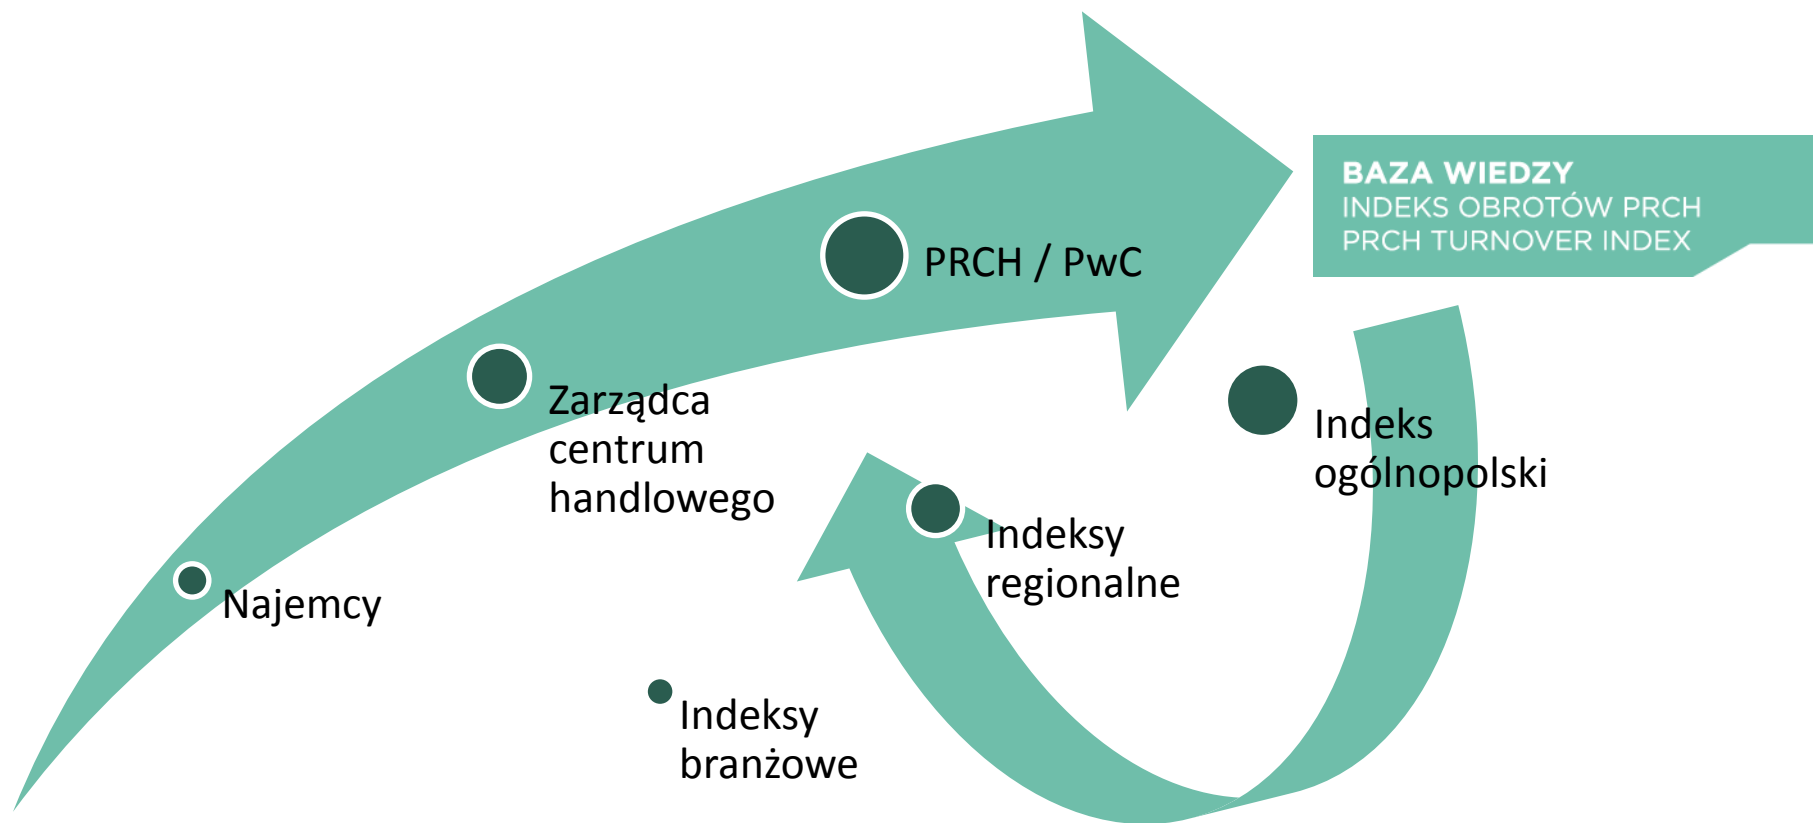 BAZA WIEDZY
INDEKS OBROTÓW PRCH
PRCH TURNOVER INDEX
PRCH / PwC
Zarządca
centrum
handlowego
Najemcy
Indeks
ogólnopolski
Indeksy
regionalne
Indeksy
branżowe